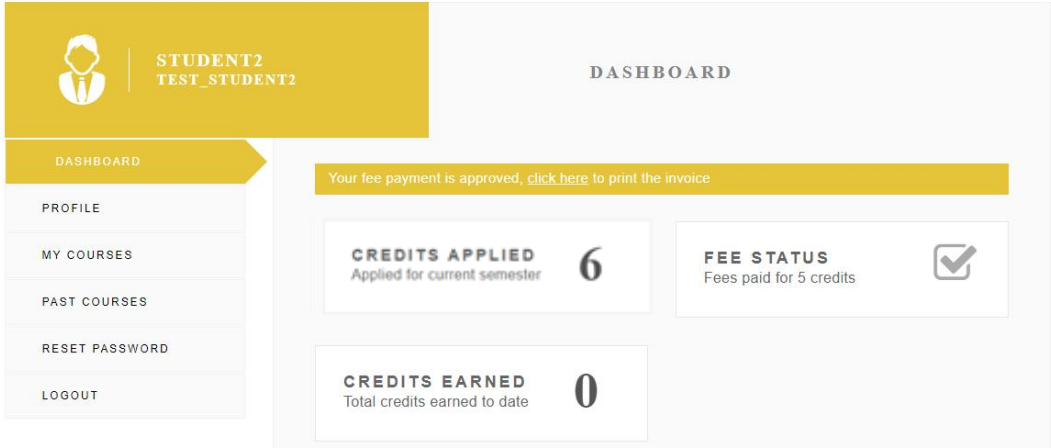 STUDENT2
TEST_STUDENT2
DASHBOARD
DASHBOARD
PROFILE
MY COURSES
PAST COURSES
RESET PASSWORD
LOGOUT
Your fee payment is approved, click here to print the invoice
CREDITS APPLIED
Applied for current semester
6
FEE STATUS
Fees paid for 5 credits
CREDITS EARNED
Total credits earned to date
0